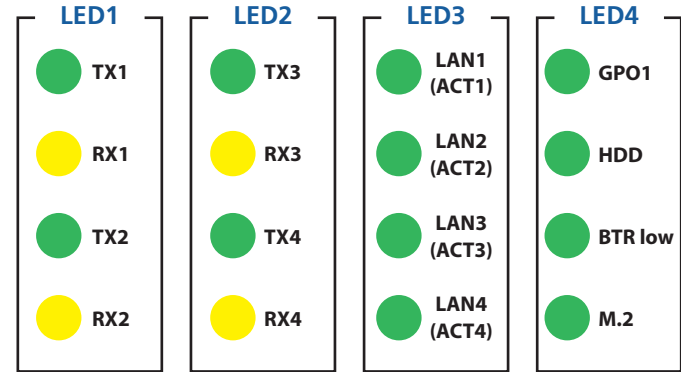 LED1
TX1
RX1
TX2
RX2
LED2
TX3
RX3
TX4
RX4
LED3
LAN1
(ACT1)
LAN2
(ACT2)
LAN3
(ACT3)
LAN4
(ACT4)
LED4
GPO1
HDD
BTR low
M.2